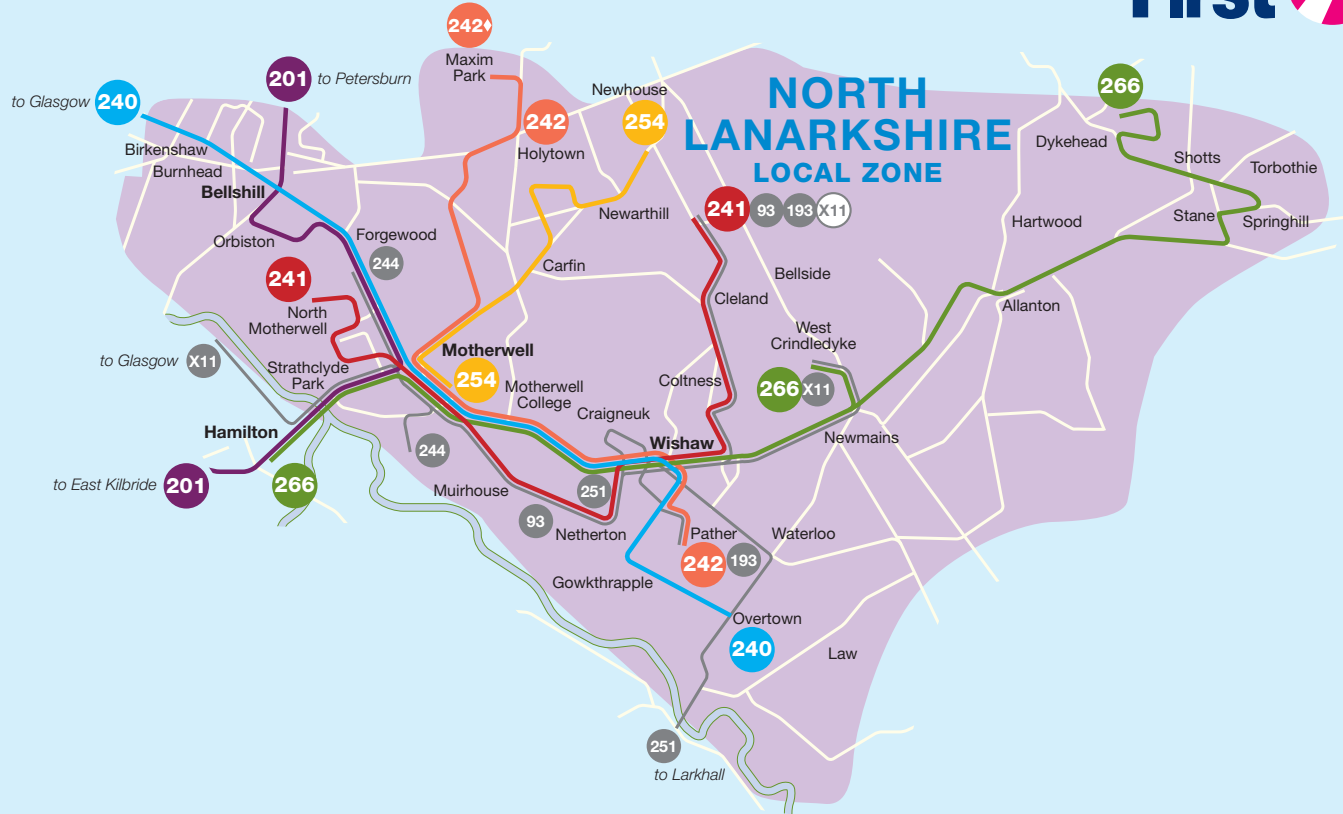 First
242♦
Maxim
Park
201 to Petersburn
to Glasgow 240
Birkenshaw
Burnhead
Bellshill
Orbiston
Forgewood
244
242
Holytown
Newhouse
254
Newarthill
Carfin
NORTH
LANARKSHIRE
LOCAL ZONE
241 93 193 X11
266
Dykehead
Shotts
Torbothie
Stane
Springhill
Hartwood
Allanton
Bellside
Cleland
West
Crindledyke
266 X11
Coltness
Newmains
241
North
Motherwell
to Glasgow X11
Strathclyde
Park
Motherwell
254
Motherwell
College
Craigneuk
Wishaw
Hamilton
to East Kilbride 201
266
244
Muirhouse
251
93
Netherton
Pather
242 193
Waterloo
Gowkthrapple
Overtown
240
Law
251
to Larkhall